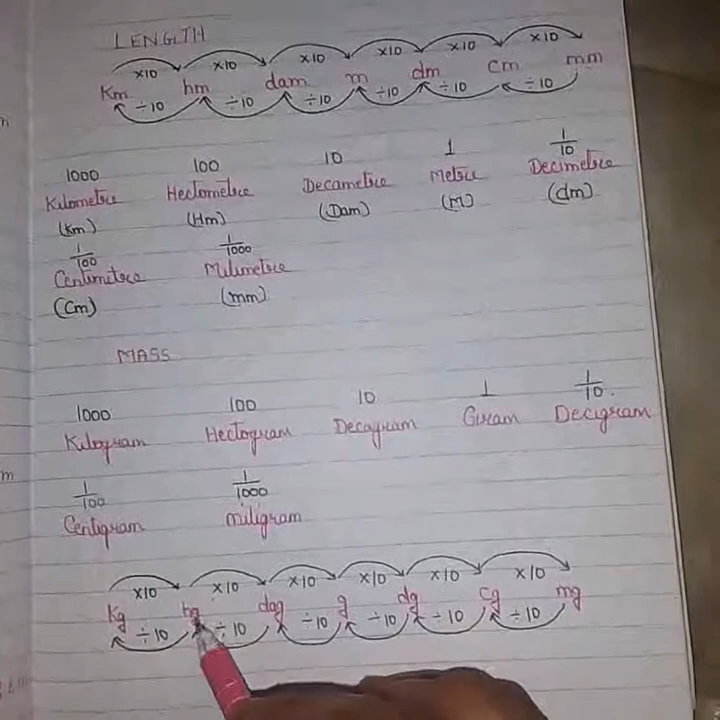 LENGTH
×10 ×10 ×10 ×10 ×10 ×10
Km hm dam m dm Cm mm
÷10 ÷10 ÷10 ÷10 ÷10 ÷10
1000 100 10 1 1/10
Kilometre Hectometre Decametre Metre Decimetre
(Km) (Hm) (Dam) (M) (dm)
1/100 1/1000
Centimetre Milimetre
(Cm) (mm)
MASS
1000 100 10 1 1/10.
Kilogram Hectogram Decagram Gram Decigram
1/100 1/1000
Centigram miligram
×10 ×10 ×10 ×10 ×10 ×10
Kg hg dag g dg cg mg
÷10 ÷10 ÷10 ÷10 ÷10 ÷10